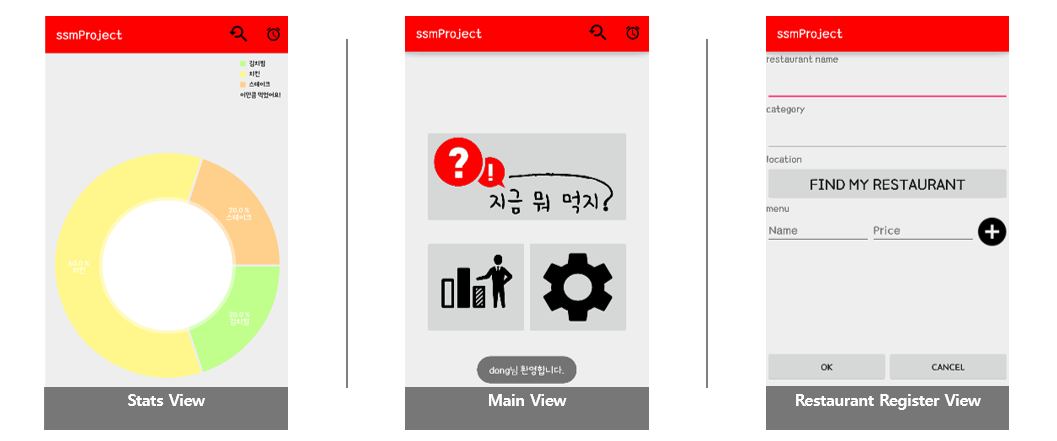 ssmProject
김치찜
치킨
스테이크
이만큼 먹었어요!
20.0 %
스테이크
60.0 %
치킨
20.0 %
김치찜
Stats View
ssmProject
?
!
지금 뭐 먹지?
dong님 환영합니다.
Main View
ssmProject
restaurant name
category
location
FIND MY RESTAURANT
menu
Name Price
OK CANCEL
Restaurant Register View